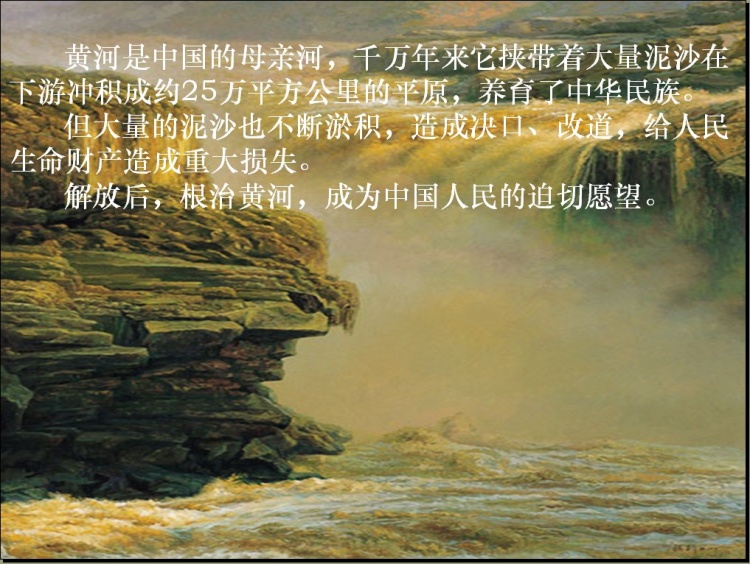 黄河是中国的母亲河，千万年来它挟带着大量泥沙在
下游冲积成约25万平方公里的平原，养育了中华民族。
但大量的泥沙也不断淤积，造成决口、改道，给人民
生命财产造成重大损失。
解放后，根治黄河，成为中国人民的迫切愿望。